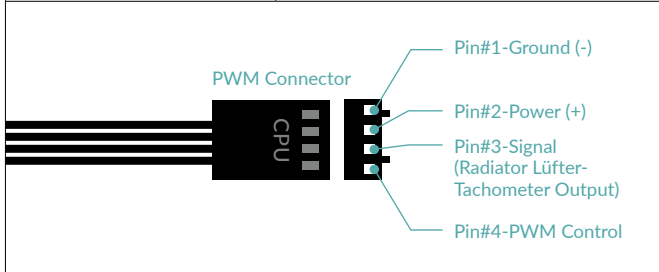 Pin#1-Ground (-)
PWM Connector
Pin#2-Power (+)
CPU
Pin#3-Signal
(Radiator Lüfter-
Tachometer Output)
Pin#4-PWM Control